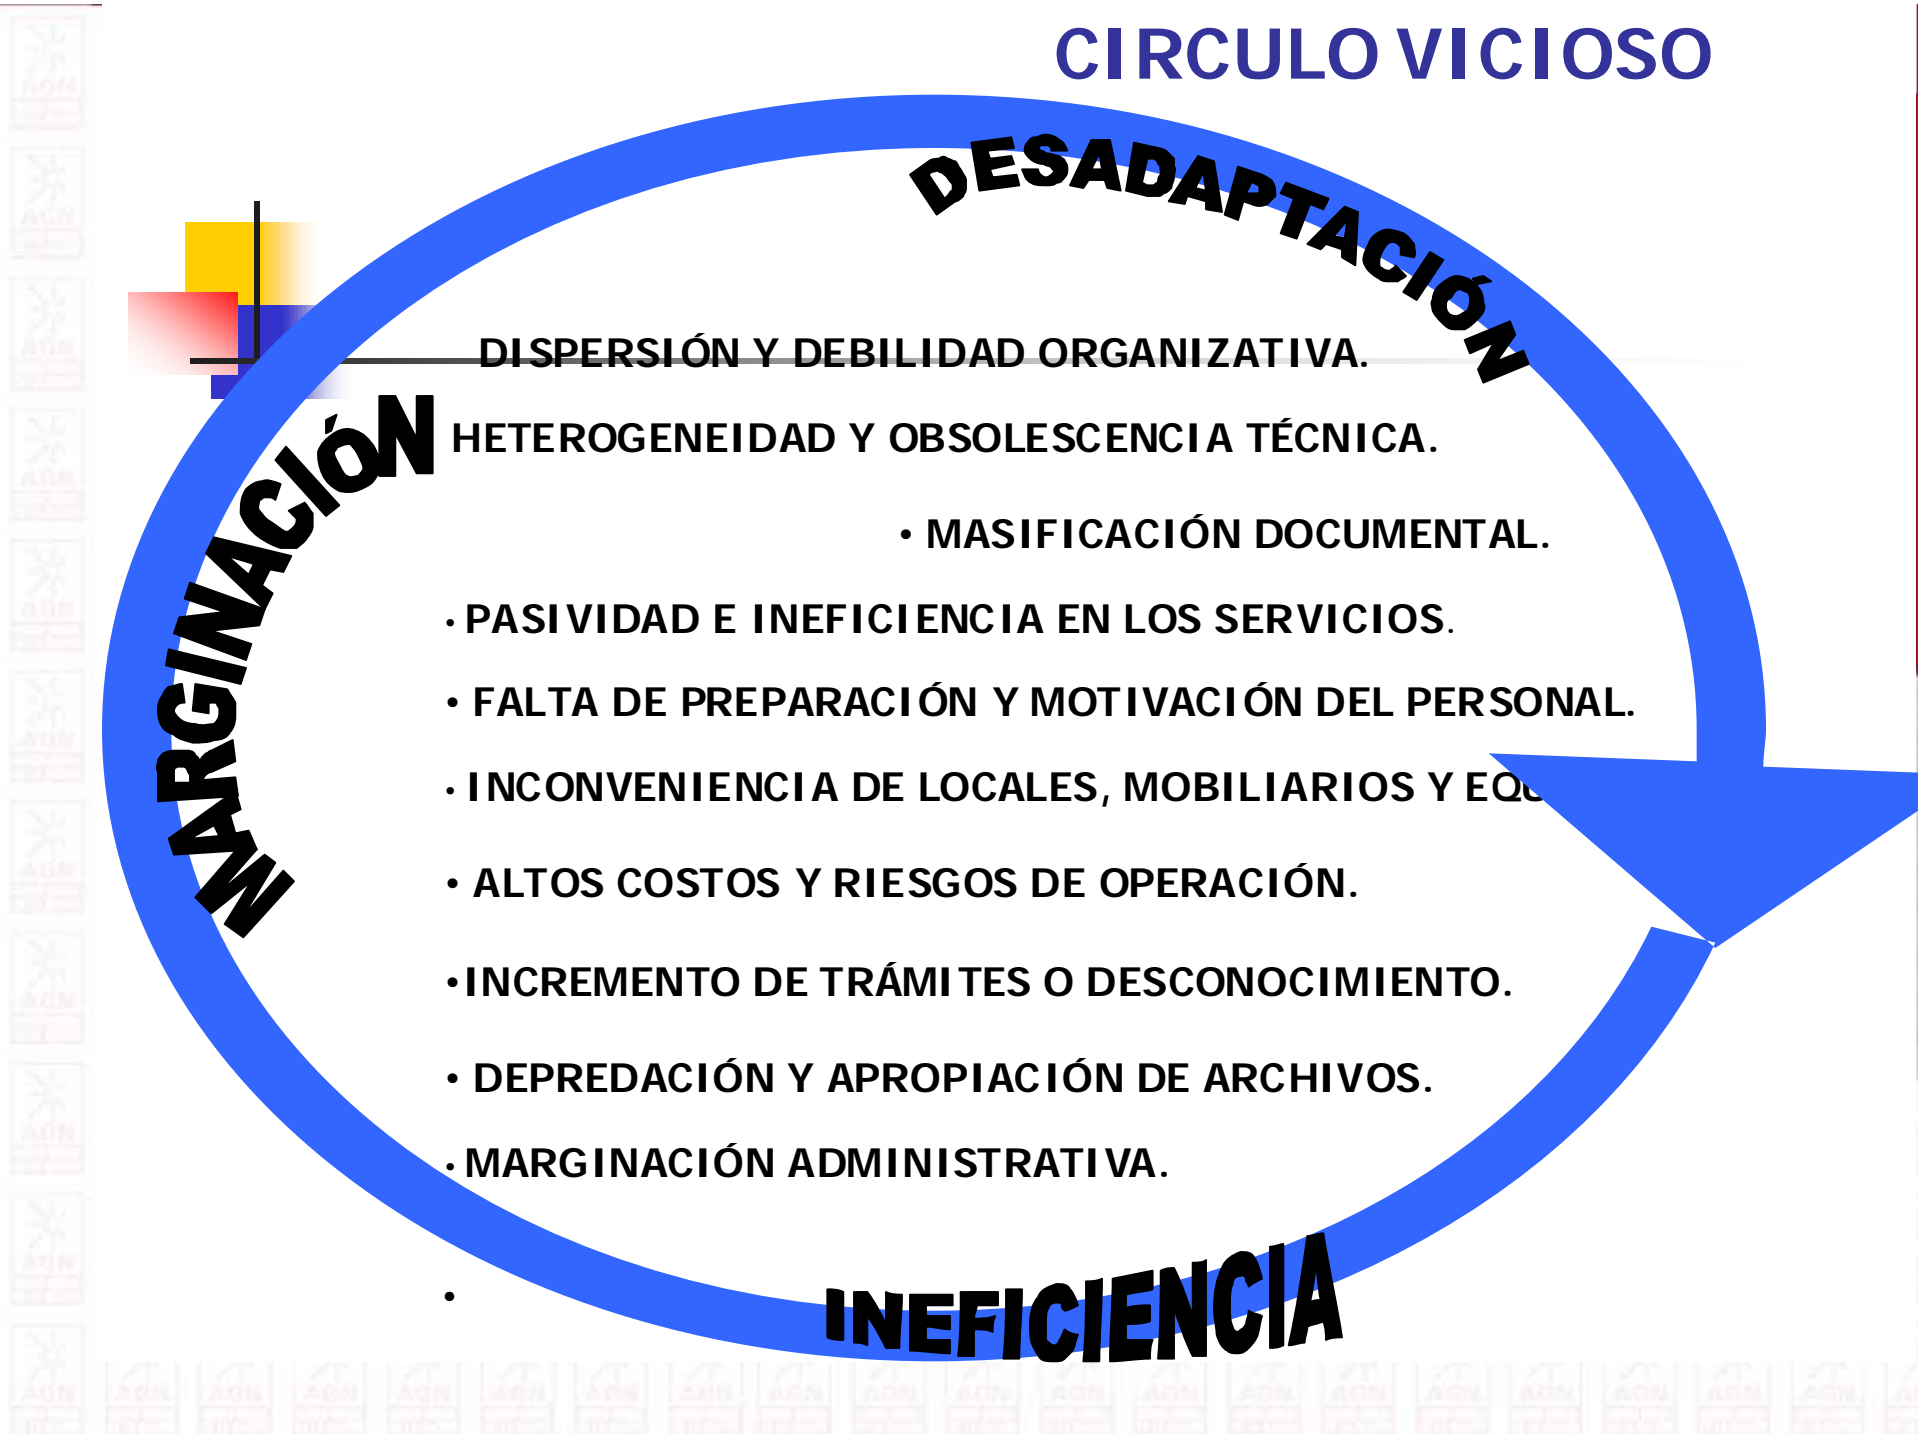 CIRCULO VICIOSO
DESADAPTACIÓN
DISPERSIÓN Y DEBILIDAD ORGANIZATIVA.
HETEROGENEIDAD Y OBSOLESCENCIA TÉCNICA.
• MASIFICACIÓN DOCUMENTAL.
• PASIVIDAD E INEFICIENCIA EN LOS SERVICIOS.
• FALTA DE PREPARACIÓN Y MOTIVACIÓN DEL PERSONAL.
• INCONVENIENCIA DE LOCALES, MOBILIARIOS Y
• ALTOS COSTOS Y RIESGOS DE OPERACIÓN.
• INCREMENTO DE TRÁMITES O DESCONOCIMIENTO.
• DEPREDACIÓN Y APROPIACIÓN DE ARCHIVOS.
• MARGINACIÓN ADMINISTRATIVA.
•
INEFICIENCIA
MARGINACIÓN